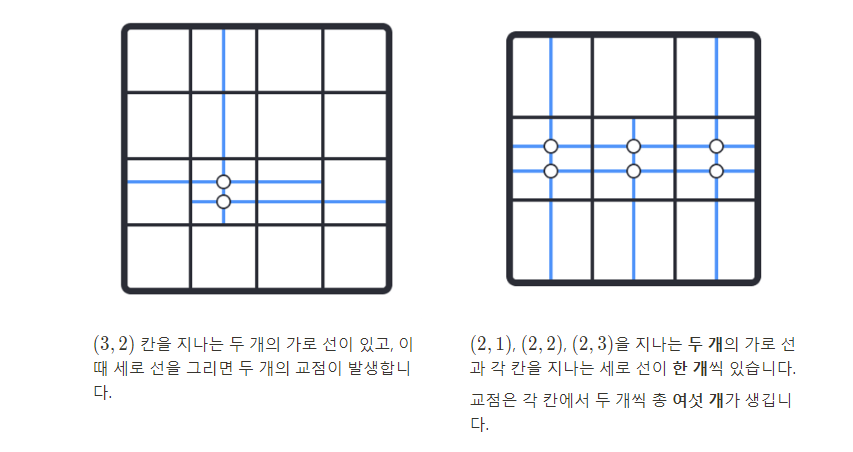 (3, 2) 칸을 지나는 두 개의 가로 선이 있고, 이
때 세로 선을 그리면 두 개의 교점이 발생합니
다.
(2, 1), (2, 2), (2, 3)을 지나는 두 개의 가로 선
과 각 칸을 지나는 세로 선이 한 개씩 있습니다.
교점은 각 칸에서 두 개씩 총 여섯 개가 생깁니
다.